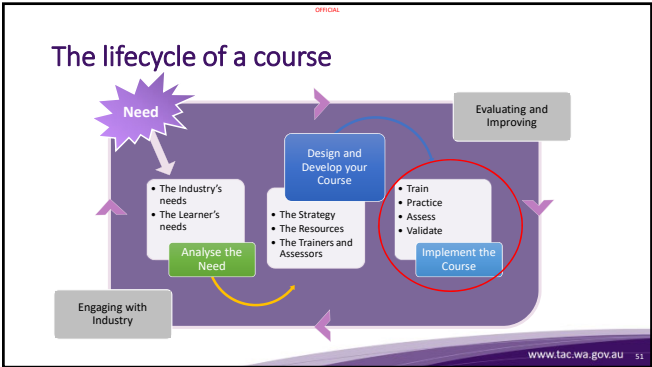 OFFICIAL
The lifecycle of a course
Need
Evaluating and
Improving
Design and
Develop your
Course
• The Industry's
needs
• The Learner's
needs
Analyse the
Need
• The Strategy
• The Resources
• The Trainers and
Assessors
• Train
• Practice
• Assess
• Validate
Implement the
Course
Engaging with
Industry
www.tac.wa.gov.au
51